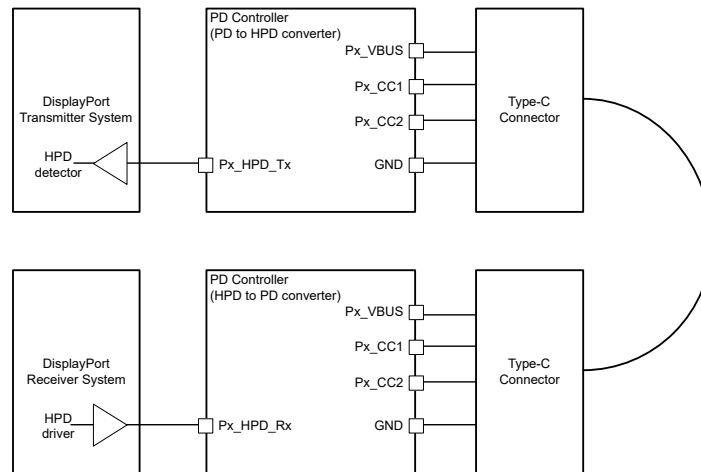 PD Controller
(PD to HPD converter)
Px_VBUS
Px_CC1
DisplayPort
Transmitter System
Type-C
Connector
Px_CC2
HPD
detector
Px_HPD_Tx
GND
PD Controller
(HPD to PD converter)
Px_VBUS
Px_CC1
DisplayPort
Receiver System
Type-C
Connector
Px_CC2
HPD
driver
Px_HPD_Rx
GND